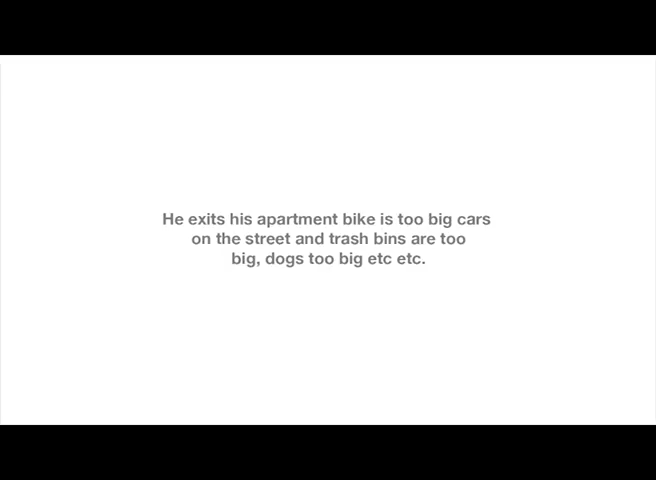 He exits his apartment bike is too big cars
on the street and trash bins are too
big, dogs too big etc etc.